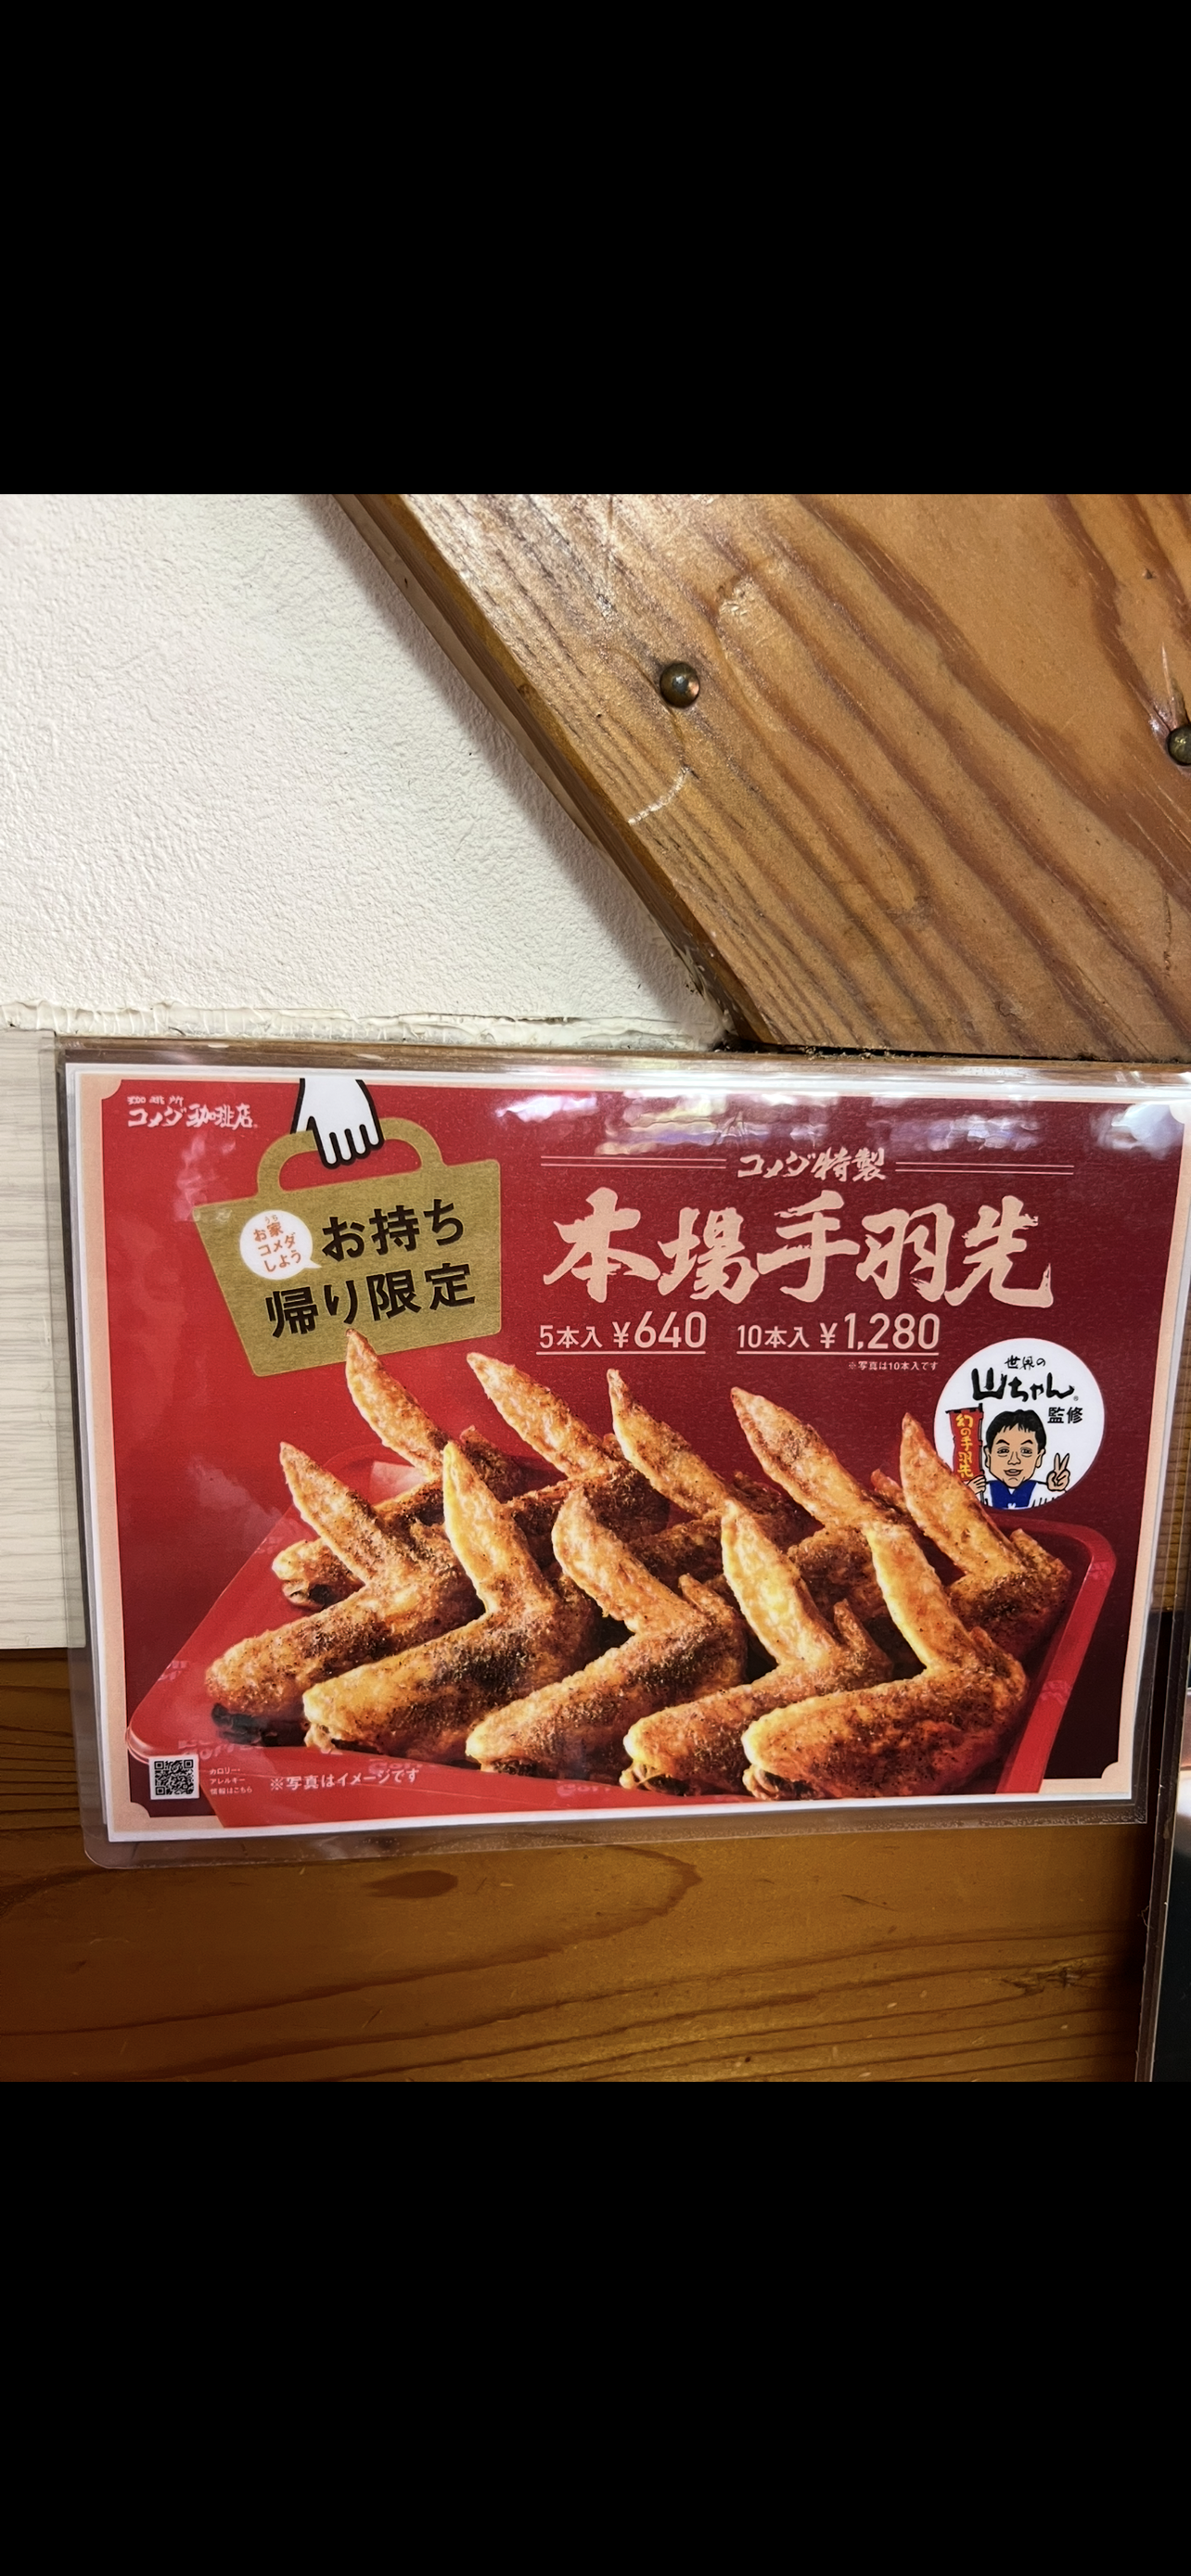 珈琲所
コメダ珈琲店
お家
うち
コメダ
しよう
お持ち
帰り限定
コメダ特製
本場手羽先
5本入 ¥640 10本入 ¥1,280
※写真は10本入です
世界の
山ちゃん
監修
幻の手羽先
カロリー・
アレルギー
情報はこちら
※写真はイメージです